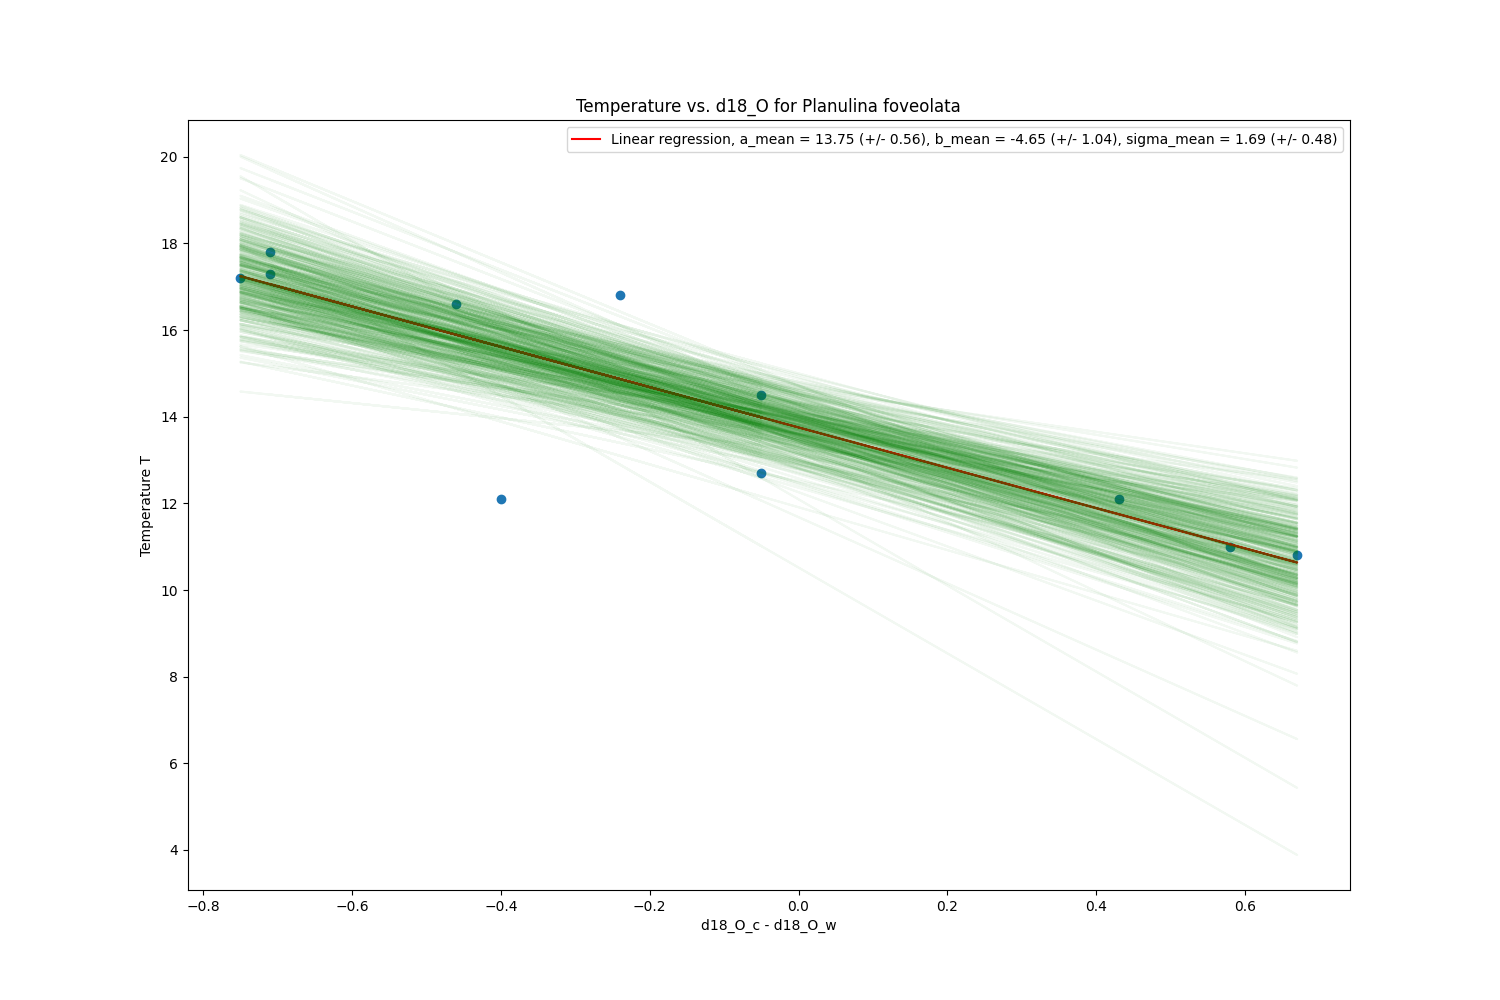 Temperature vs. d18_O for Planulina foveolata
Linear regression, a_mean = 13.75 (+/- 0.56), b_mean = -4.65 (+/- 1.04), sigma_mean = 1.69 (+/- 0.48)
20
18
16
14
12
10
8
6
4
Temperature T
−0.8 −0.6 −0.4 −0.2 0.0 0.2 0.4 0.6
d18_O_c - d18_O_w